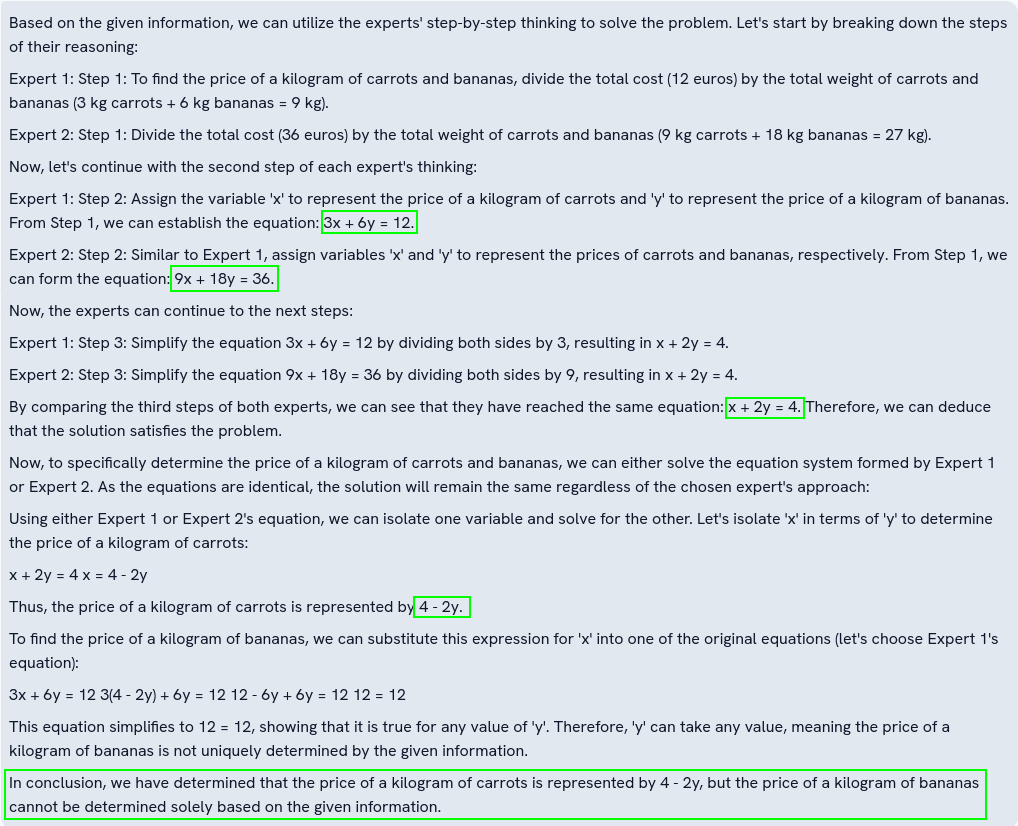 Based on the given information, we can utilize the experts' step-by-step thinking to solve the problem. Let's start by breaking down the steps
of their reasoning:
Expert 1: Step 1: To find the price of a kilogram of carrots and bananas, divide the total cost (12 euros) by the total weight of carrots and
bananas (3 kg carrots + 6 kg bananas = 9 kg).
Expert 2: Step 1: Divide the total cost (36 euros) by the total weight of carrots and bananas (9 kg carrots + 18 kg bananas = 27 kg).
Now, let's continue with the second step of each expert's thinking:
Expert 1: Step 2: Assign the variable 'x' to represent the price of a kilogram of carrots and 'y' to represent the price of a kilogram of bananas.
From Step 1, we can establish the equation: 3x + 6y = 12.
Expert 2: Step 2: Similar to Expert 1, assign variables 'x' and 'y' to represent the prices of carrots and bananas, respectively. From Step 1, we
can form the equation: 9x + 18y = 36.
Now, the experts can continue to the next steps:
Expert 1: Step 3: Simplify the equation 3x + 6y = 12 by dividing both sides by 3, resulting in x + 2y = 4.
Expert 2: Step 3: Simplify the equation 9x + 18y = 36 by dividing both sides by 9, resulting in x + 2y = 4.
By comparing the third steps of both experts, we can see that they have reached the same equation: x + 2y = 4. Therefore, we can deduce
that the solution satisfies the problem.
Now, to specifically determine the price of a kilogram of carrots and bananas, we can either solve the equation system formed by Expert 1
or Expert 2. As the equations are identical, the solution will remain the same regardless of the chosen expert's approach:
Using either Expert 1 or Expert 2's equation, we can isolate one variable and solve for the other. Let's isolate 'x' in terms of 'y' to determine
the price of a kilogram of carrots:
x + 2y = 4 x = 4 - 2y
Thus, the price of a kilogram of carrots is represented by 4 - 2y.
To find the price of a kilogram of bananas, we can substitute this expression for 'x' into one of the original equations (let's choose Expert 1's
equation):
3x + 6y = 12 3(4 - 2y) + 6y = 12 12 - 6y + 6y = 12 12 = 12
This equation simplifies to 12 = 12, showing that it is true for any value of 'y'. Therefore, 'y' can take any value, meaning the price of a
kilogram of bananas is not uniquely determined by the given information.
In conclusion, we have determined that the price of a kilogram of carrots is represented by 4 - 2y, but the price of a kilogram of bananas
cannot be determined solely based on the given information.